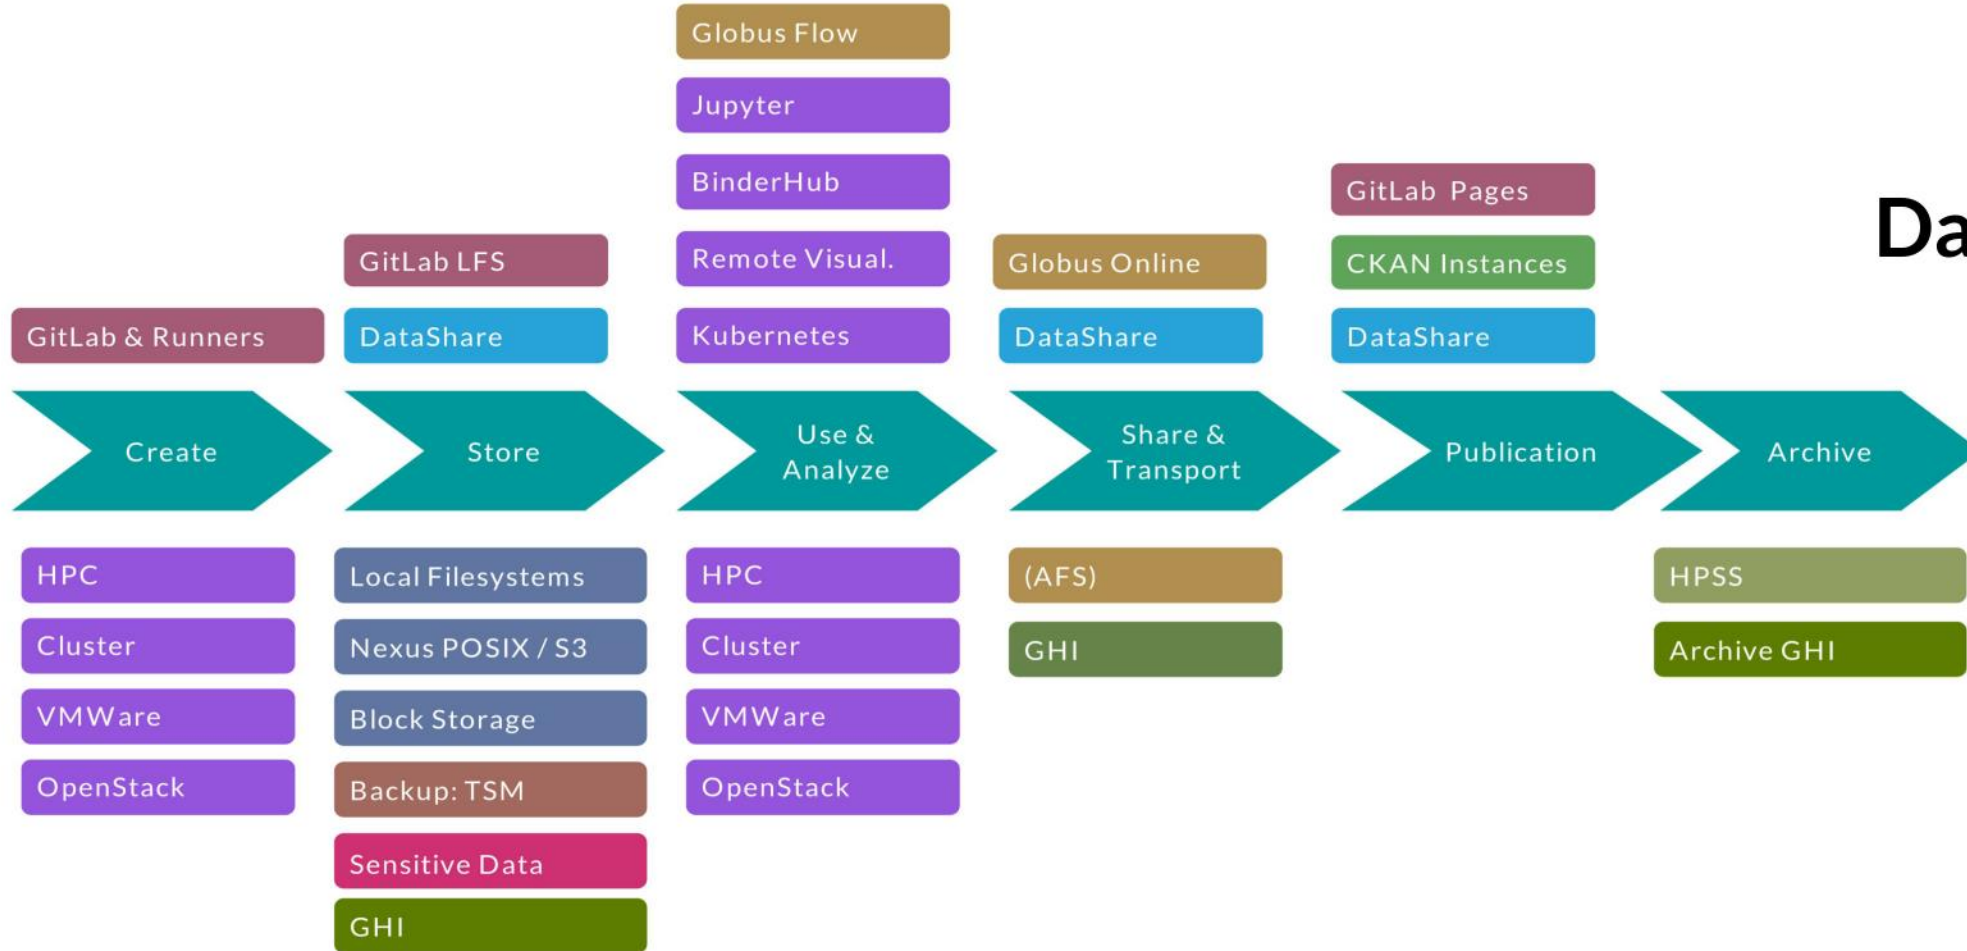 Globus Flow
Jupyter
BinderHub
GitLab Pages
GitLab LFS
Remote Visual.
Globus Online
CKAN Instances
Da
GitLab & Runners
DataShare
Kubernetes
DataShare
DataShare
Create
Store
Use &
Analyze
Share &
Transport
Publication
Archive
HPC
Local Filesystems
HPC
(AFS)
HPSS
Cluster
Nexus POSIX / S3
Cluster
GHI
Archive GHI
VMWare
Block Storage
VMWare
OpenStack
Backup: TSM
OpenStack
Sensitive Data
GHI